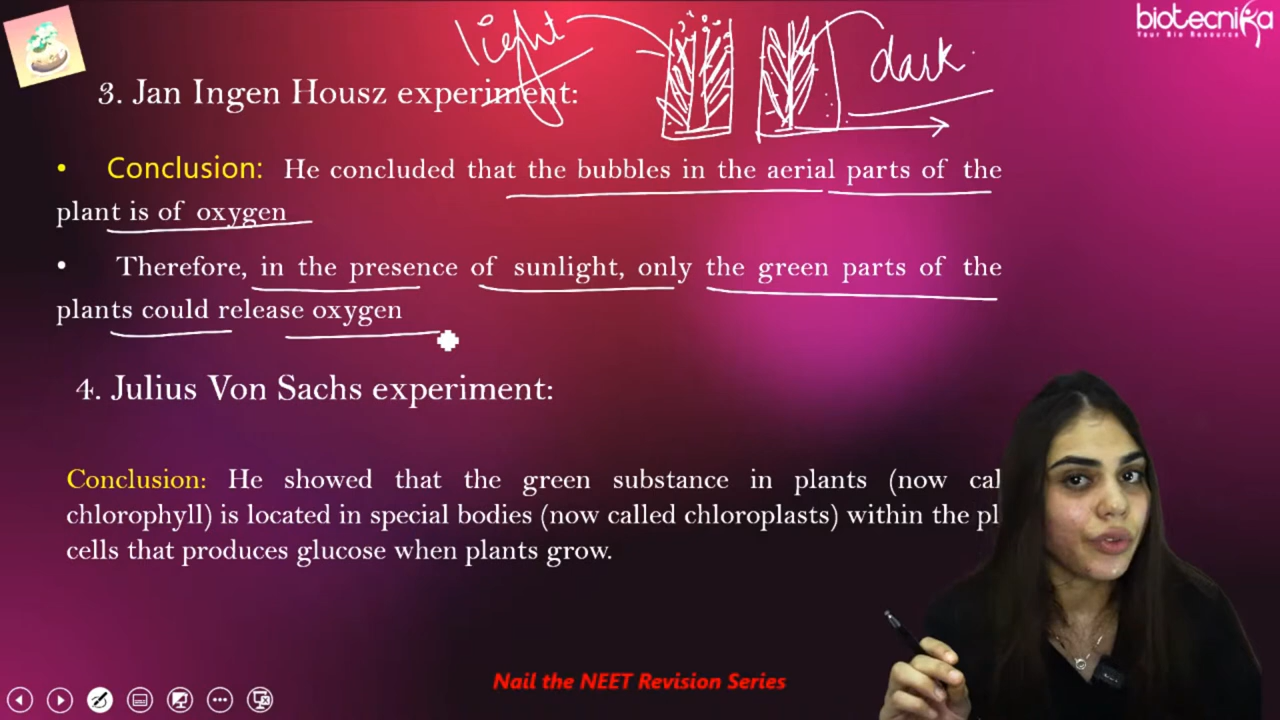 biotecnika
Your Bio Resource
light
dark
3. Jan Ingen Housz experiment:
• Conclusion: He concluded that the bubbles in the aerial parts of the
plant is of oxygen
• Therefore, in the presence of sunlight, only the green parts of the
plants could release oxygen
4. Julius Von Sachs experiment:
Conclusion: He showed that the green substance in plants (now cal
chlorophyll) is located in special bodies (now called chloroplasts) within the pl
cells that produces glucose when plants grow.
Nail the NEET Revision Series